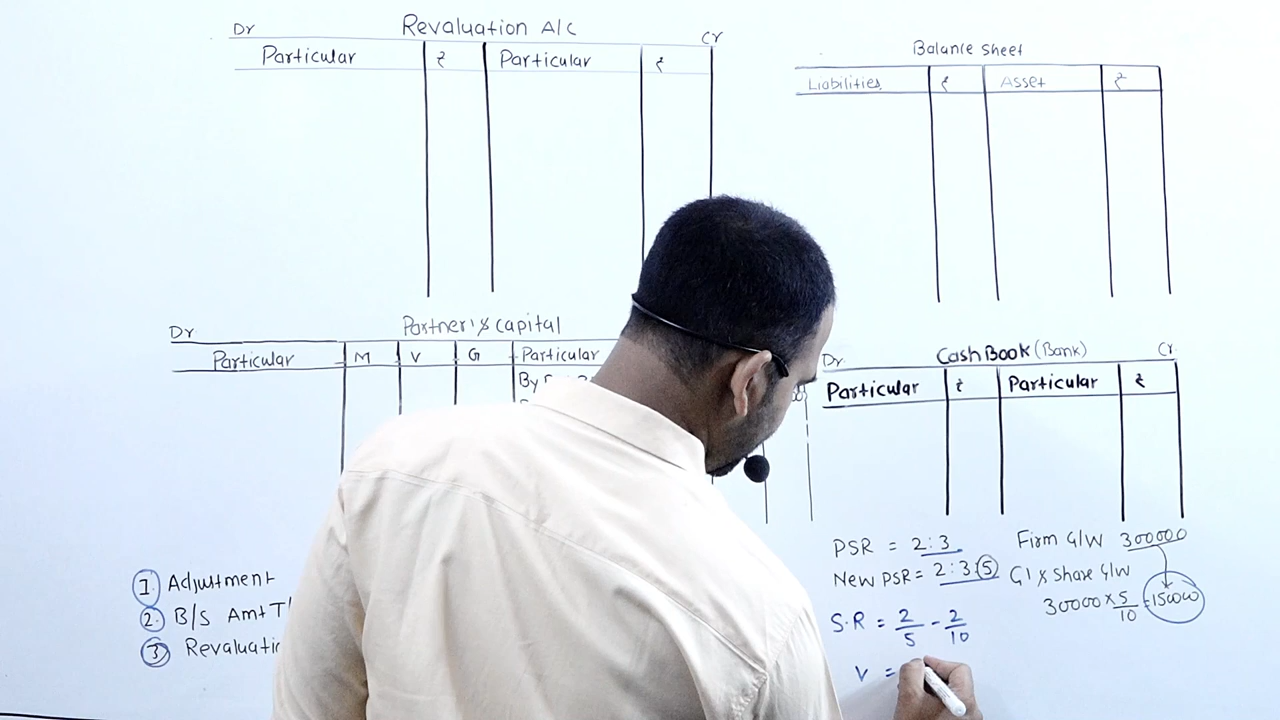 Dr Revaluation A/C Cr
Particular ₹ Particular ₹
Balance Sheet
Liabilities ₹ Asset ₹
Dr. Partner's capital
Particular M V G Particular
By
Dr. Cash Book (Bank) Cr.
Particular ₹ Particular ₹
PSR = 2:3
New PSR = 2:3:5
S.R = 2/5 - 2/10
V =
Firm G/W 300000
G's Share G/W
30000 × 5/10 = 150000
1. Adjustment
2. B/S Amt
3. Revaluatio